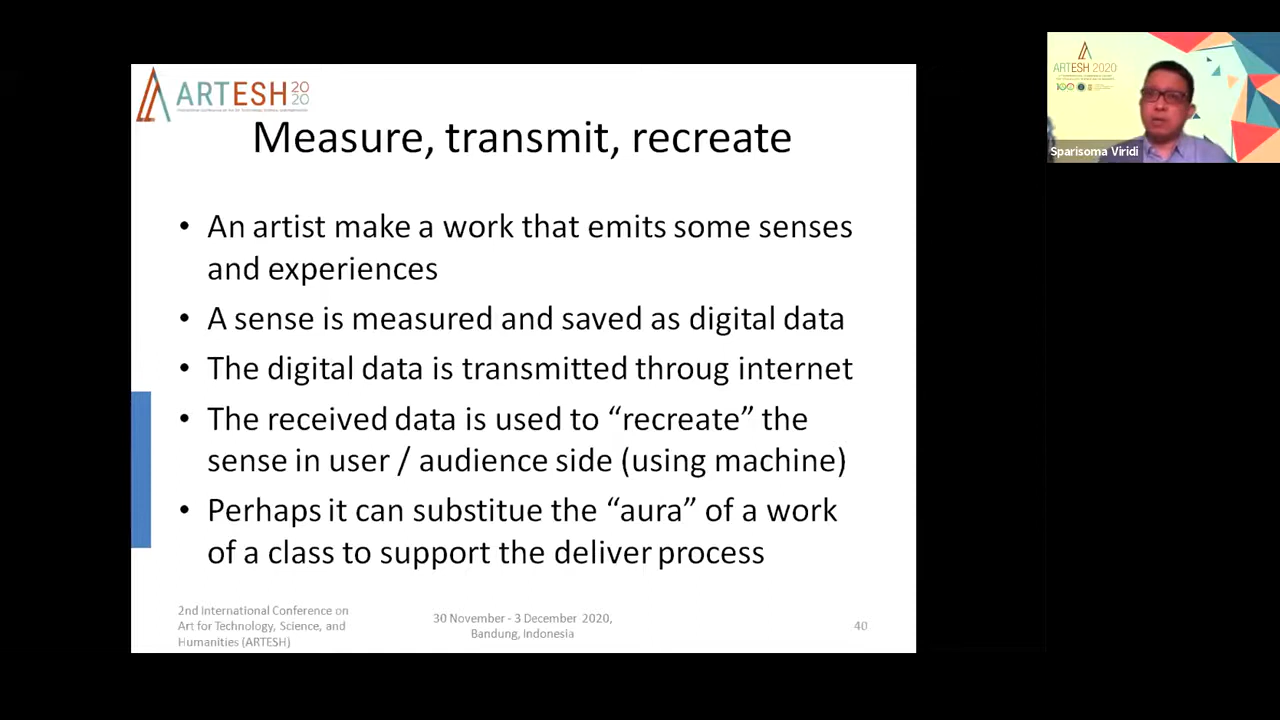 ARTESH 20
20
Measure, transmit, recreate
• An artist make a work that emits some senses
and experiences
• A sense is measured and saved as digital data
• The digital data is transmitted throug internet
• The received data is used to “recreate” the
sense in user / audience side (using machine)
• Perhaps it can substitue the “aura” of a work
of a class to support the deliver process
2nd International Conference on
Art for Technology, Science, and
Humanities (ARTESH)
30 November - 3 December 2020,
Bandung, Indonesia
40
ARTESH 2020
Sparisoma Viridi